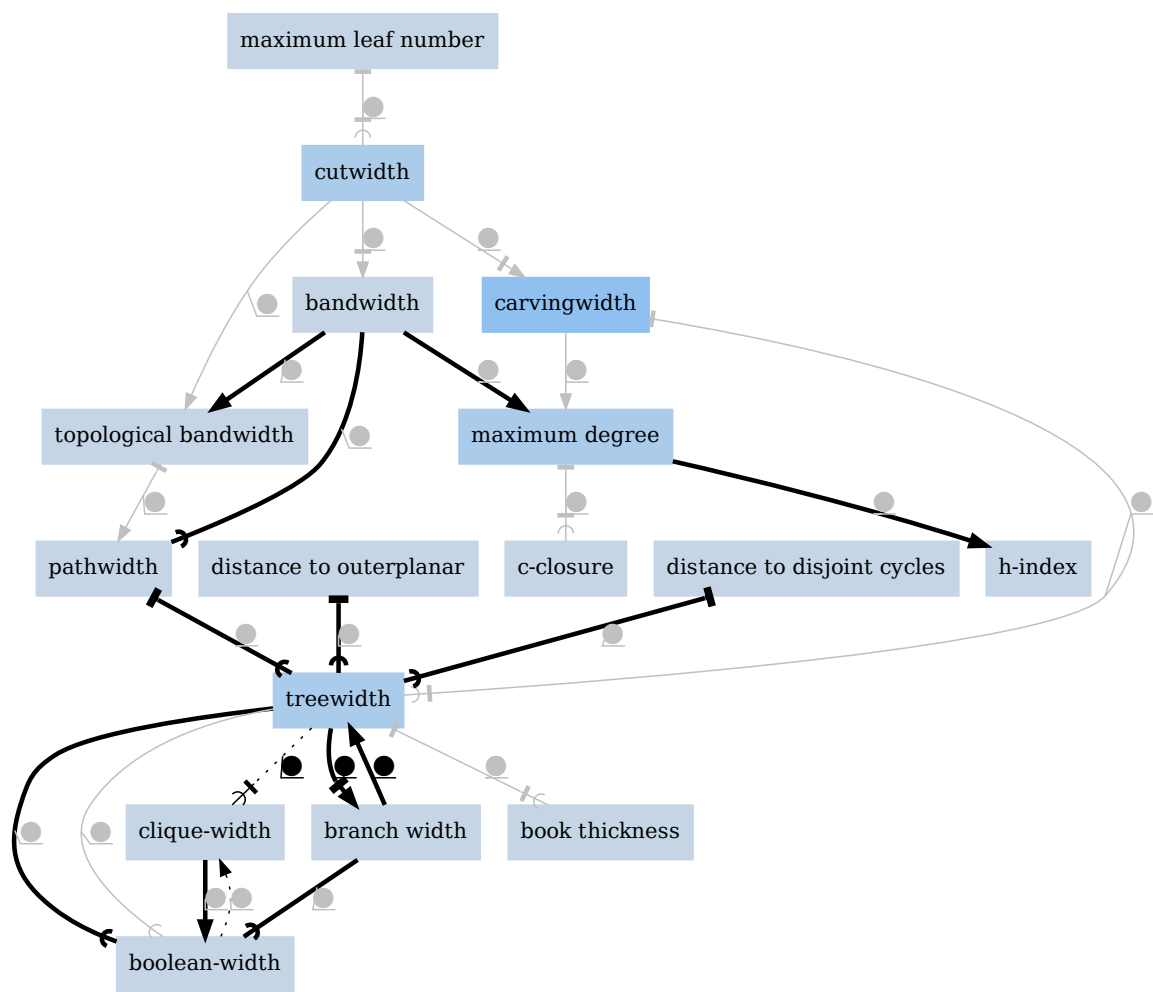 maximum leaf number
cutwidth
bandwidth
carvingwidth
topological bandwidth
maximum degree
pathwidth
distance to outerplanar
c-closure
distance to disjoint cycles
h-index
treewidth
clique-width
branch width
book thickness
boolean-width